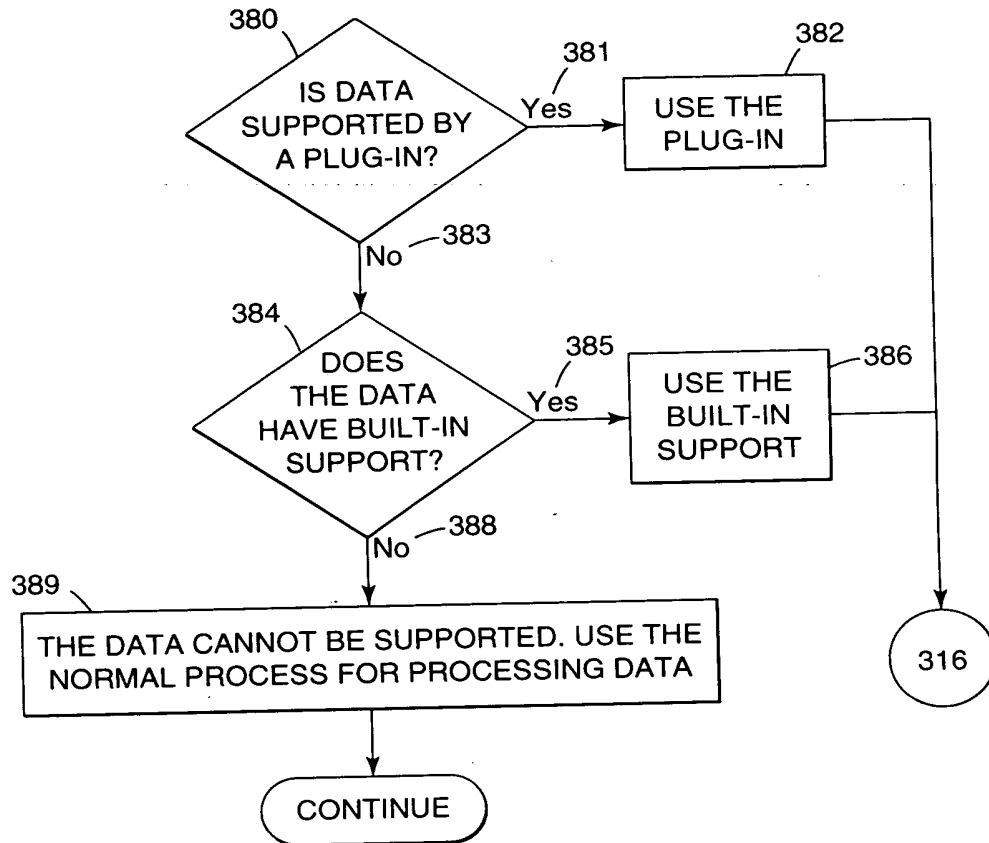 380
IS DATA
SUPPORTED BY
A PLUG-IN?
381
Yes
382
USE THE
PLUG-IN
No
383
384
DOES
THE DATA
HAVE BUILT-IN
SUPPORT?
385
Yes
386
USE THE
BUILT-IN
SUPPORT
No
388
389
THE DATA CANNOT BE SUPPORTED. USE THE
NORMAL PROCESS FOR PROCESSING DATA
316
CONTINUE